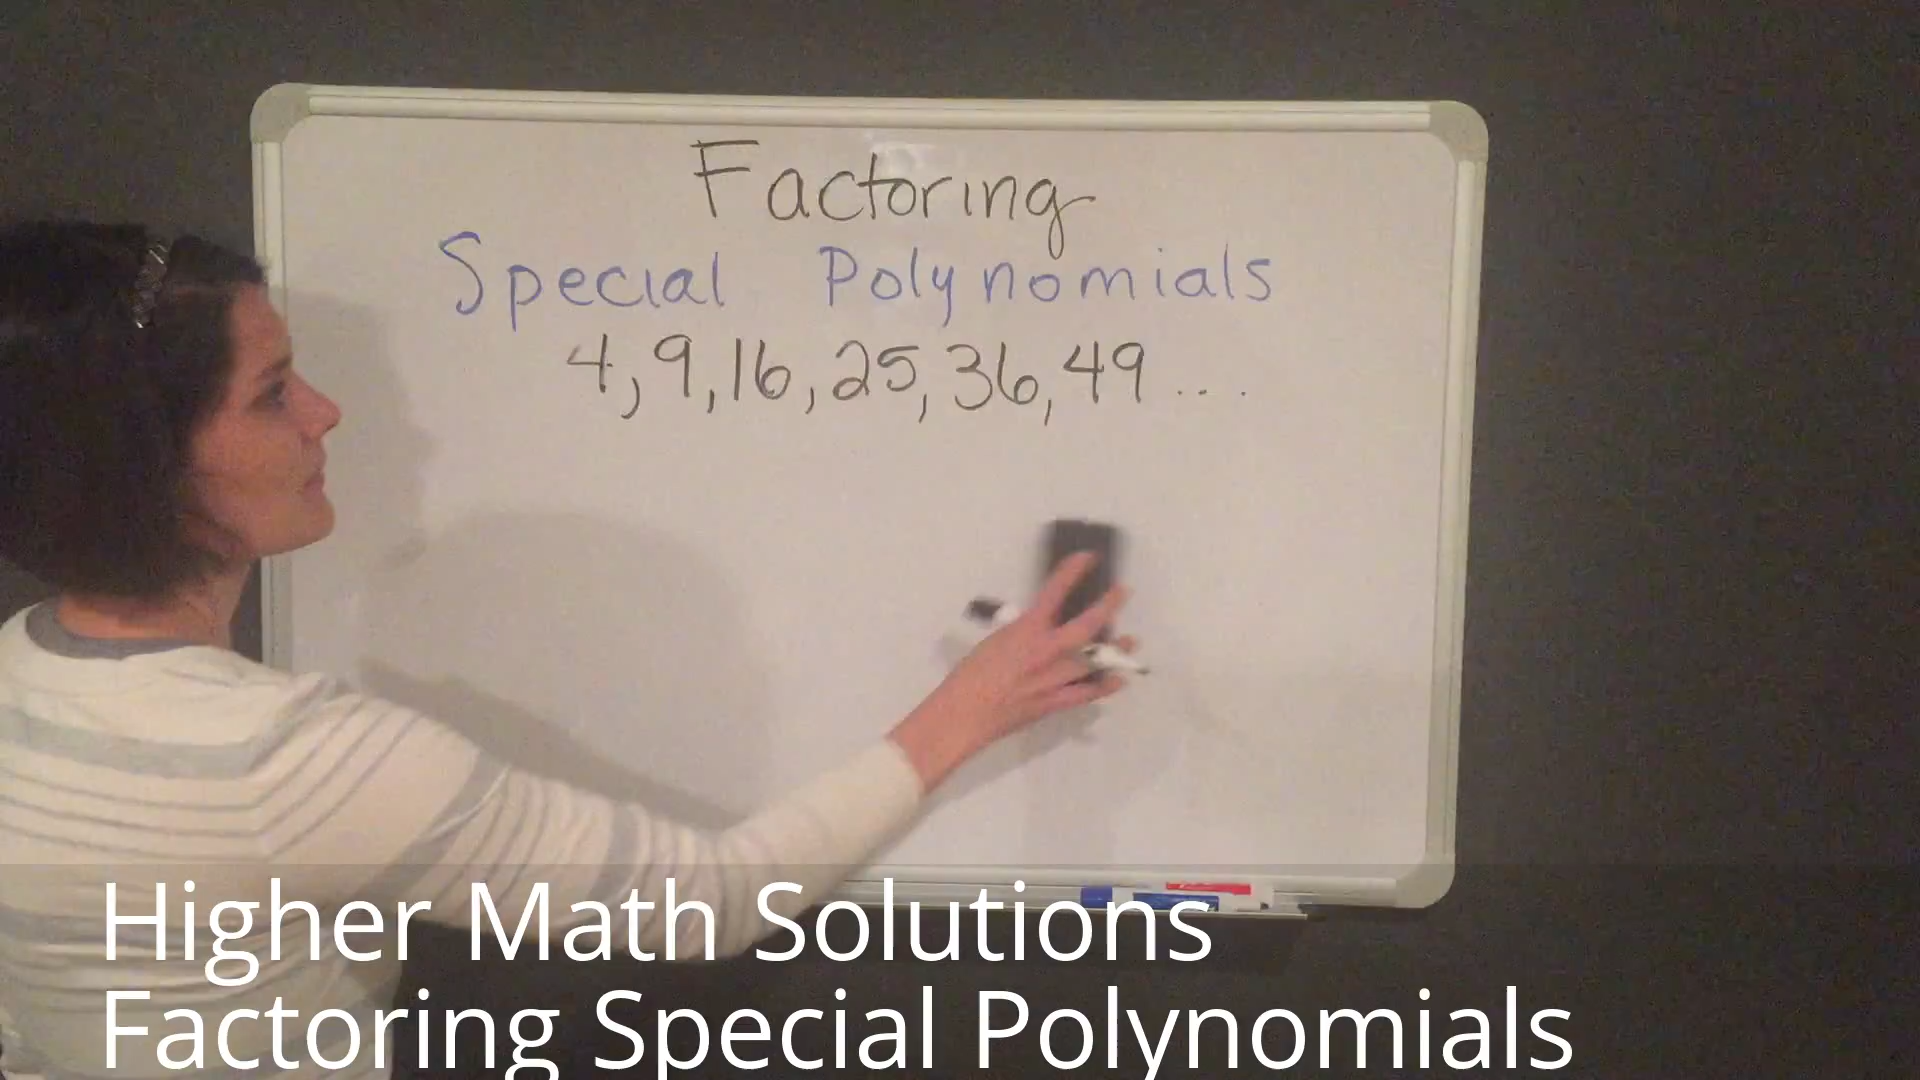 Factoring
Special Polynomials
4, 9, 16, 25, 36, 49 ...
Higher Math Solutions
Factoring Special Polynomials